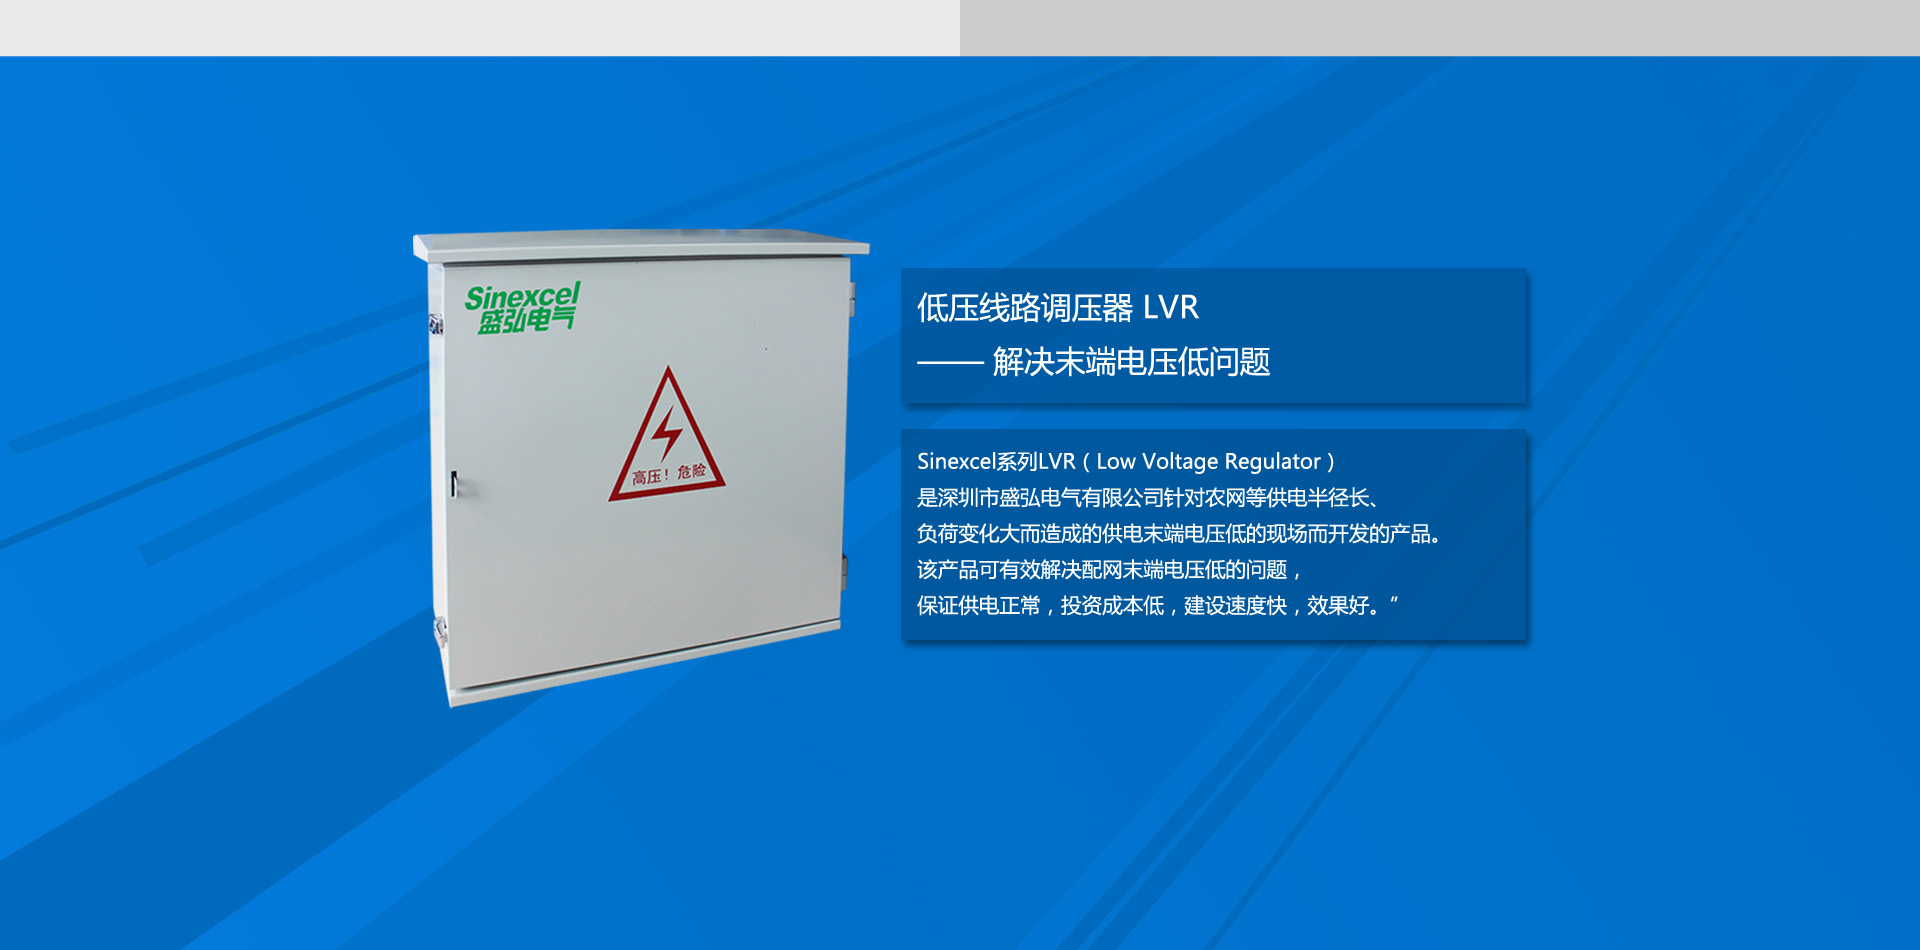 Sinexcel
盛弘电气
高压！危险
低压线路调压器 LVR
—— 解决末端电压低问题
Sinexcel系列LVR（Low Voltage Regulator）
是深圳市盛弘电气有限公司针对农网等供电半径长、
负荷变化大而造成的供电末端电压低的现场而开发的产品。
该产品可有效解决配网末端电压低的问题，
保证供电正常，投资成本低，建设速度快，效果好。”